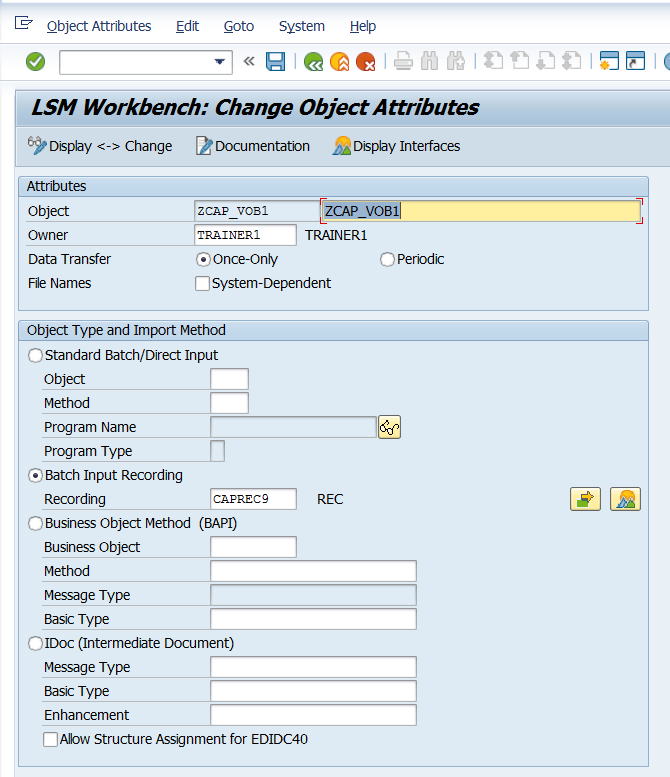 Object Attributes Edit Goto System Help
LSM Workbench: Change Object Attributes
Display <-> Change Documentation Display Interfaces
Attributes
Object ZCAP_VOB1 ZCAP_VOB1
Owner TRAINER1 TRAINER1
Data Transfer Once-Only Periodic
File Names System-Dependent
Object Type and Import Method
Standard Batch/Direct Input
Object
Method
Program Name
Program Type
Batch Input Recording
Recording CAPREC9 REC
Business Object Method (BAPI)
Business Object
Method
Message Type
Basic Type
IDoc (Intermediate Document)
Message Type
Basic Type
Enhancement
Allow Structure Assignment for EDIDC40